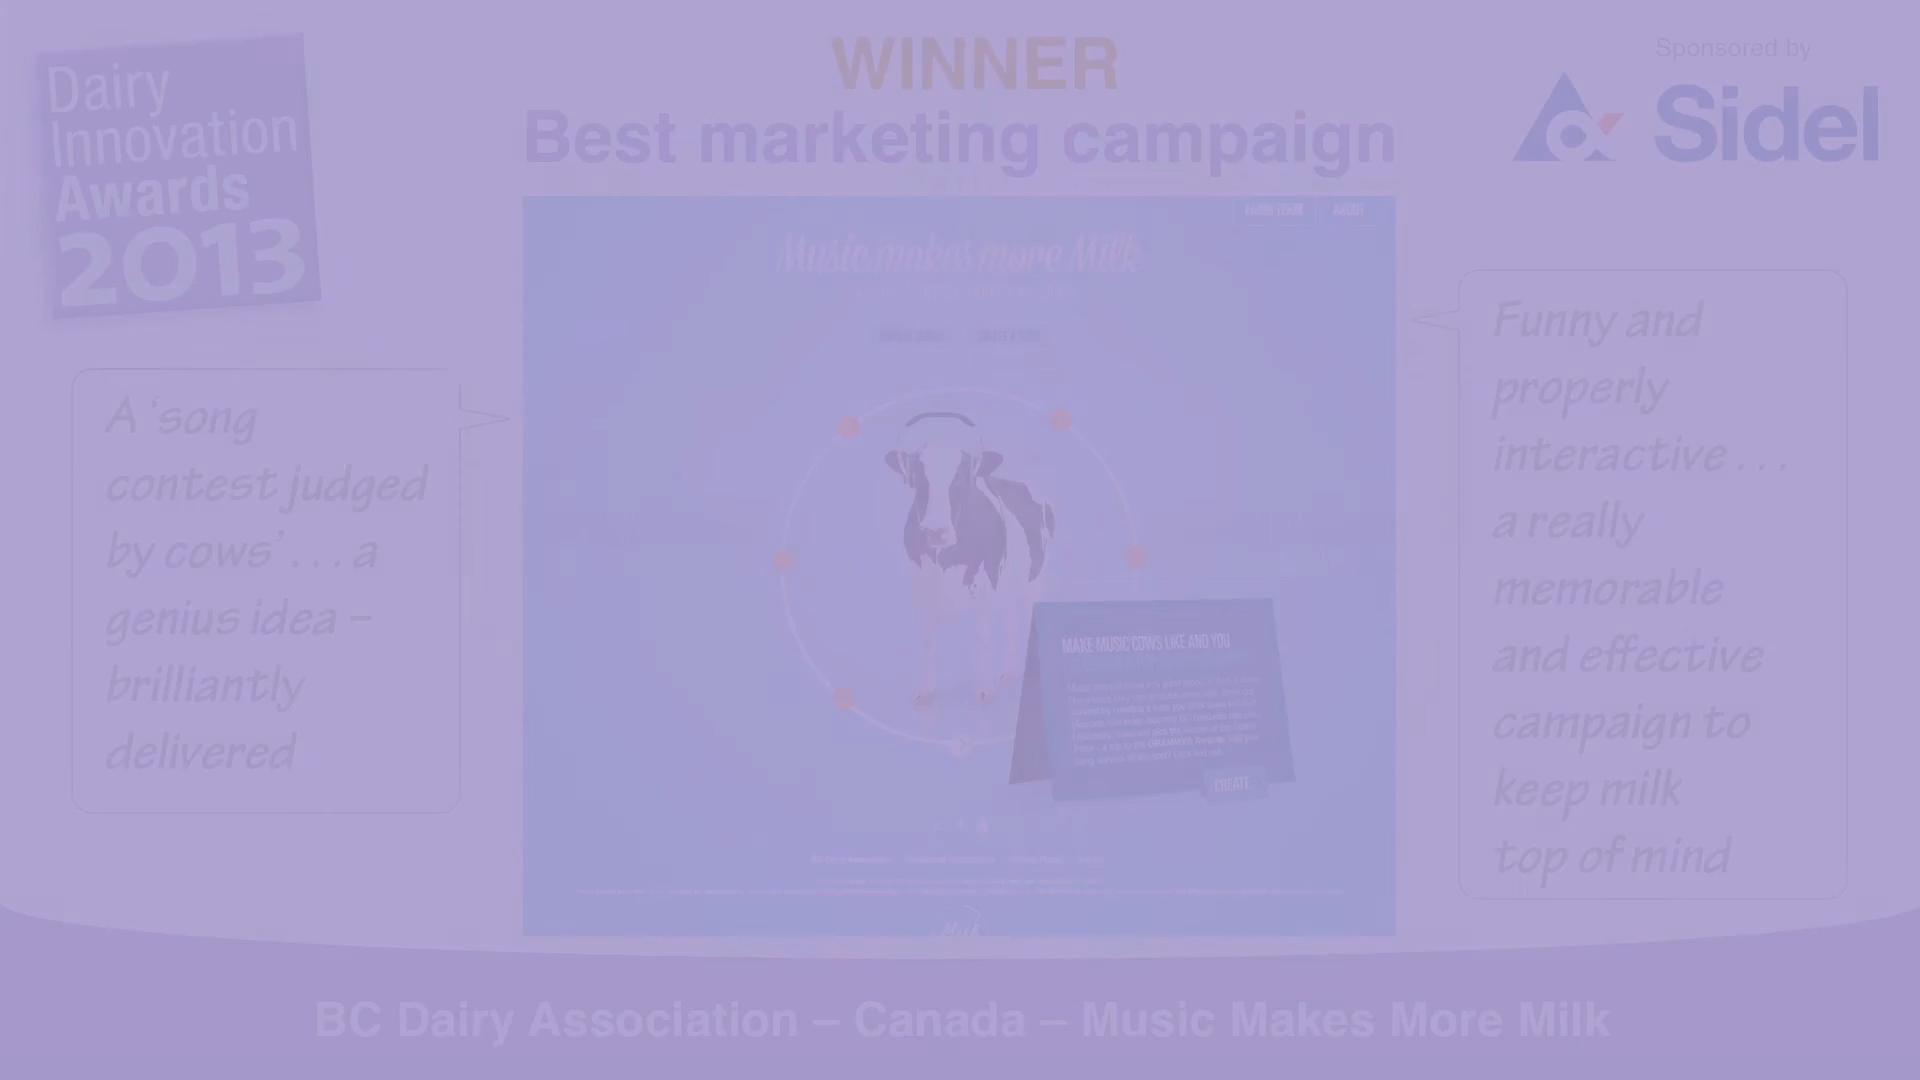 Dairy
Innovation
Awards
2013
WINNER
Best marketing campaign
Sponsored by
Sidel
ABOUT
Music makes more Milk
A ‘song
contest judged
by cows’ . . . a
genius idea –
brilliantly
delivered
Funny and
properly
interactive . . .
a really
memorable
and effective
campaign to
keep milk
top of mind
MAKE MUSIC COWS LIKE AND YOU
CREATE
BC Dairy Association – Canada – Music Makes More Milk